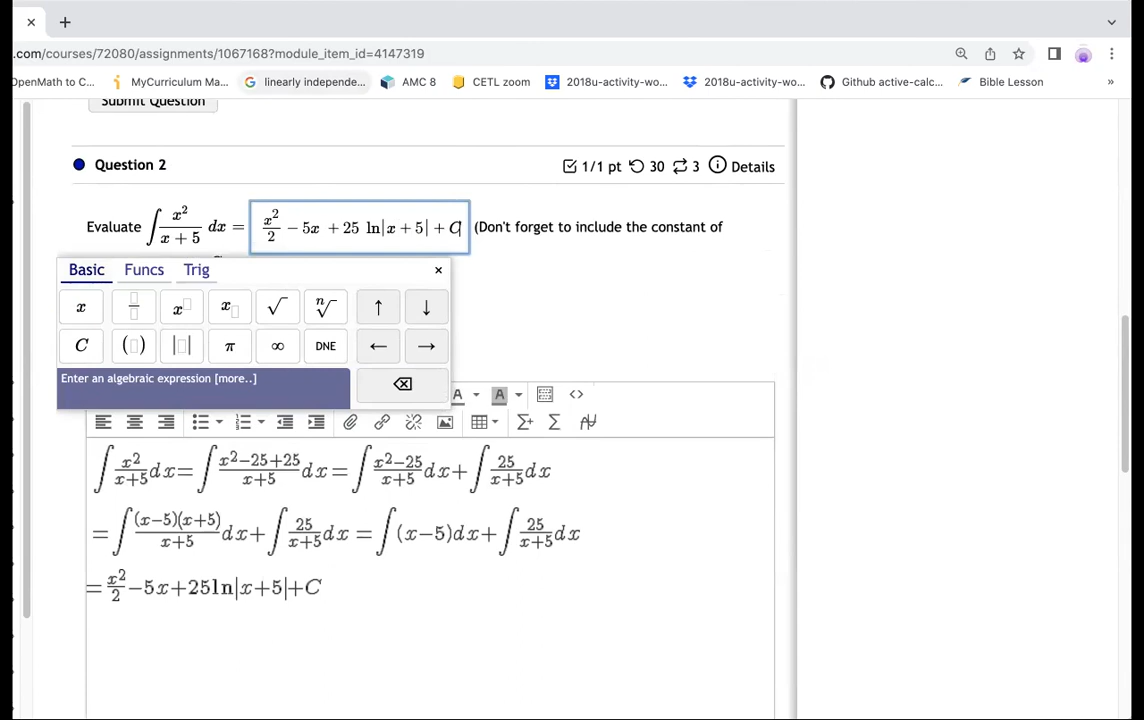 × +
.com/courses/72080/assignments/1067168?module_item_id=4147319
OpenMath to C... MyCurriculum Ma... linearly independe... AMC 8 CETL zoom 2018u-activity-wo... 2018u-activity-wo... Github active-calc... Bible Lesson »
Submit Question
Question 2 1/1 pt 30 3 Details
Evaluate ∫ x²/(x + 5) dx = x²/2 − 5x + 25 ln|x + 5| + C (Don't forget to include the constant of
Basic Funcs Trig ×
x x√ n√ ↑ ↓
C (▯) |▯| π ∞ DNE ← →
Enter an algebraic expression [more..]
A A <>
Σ+ Σ
∫ x²/(x+5) dx = ∫ (x²−25+25)/(x+5) dx = ∫ (x²−25)/(x+5) dx + ∫ 25/(x+5) dx
= ∫ (x−5)(x+5)/(x+5) dx + ∫ 25/(x+5) dx = ∫ (x−5)dx + ∫ 25/(x+5) dx
= x²/2 −5x+25ln|x+5|+C